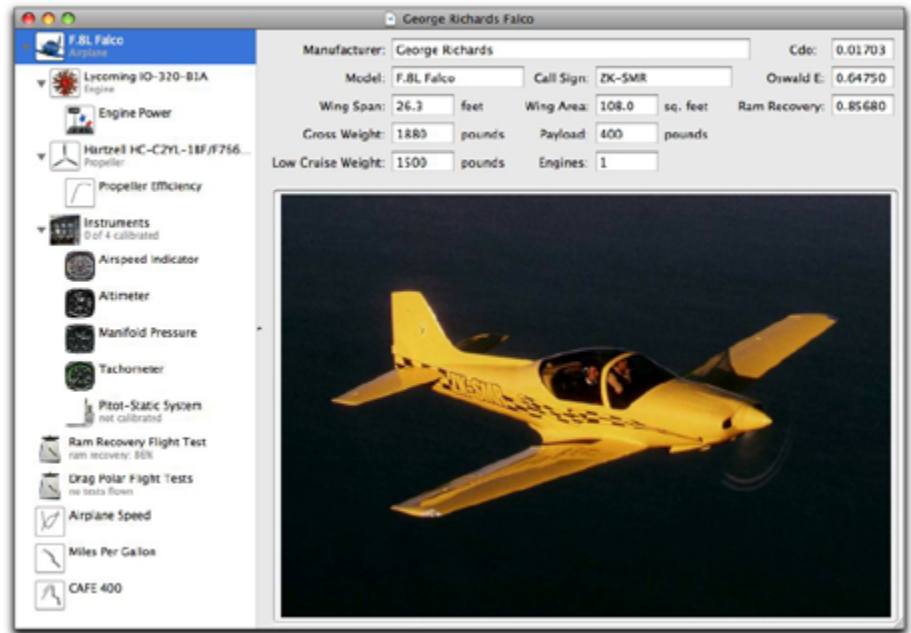 George Richards Falco
F.8L Falco
Airplane
Lycoming IO-320-B1A
Engine
Engine Power
Hartzell HC-C2YL-1BF/F766...
Propeller
Propeller Efficiency
Instruments
0 of 4 calibrated
Airspeed Indicator
Altimeter
Manifold Pressure
Tachometer
Pitot-Static System
not calibrated
Ram Recovery Flight Test
ram recovery: 86%
Drag Polar Flight Tests
no tests flown
Airplane Speed
Miles Per Gallon
CAFE 400
Manufacturer: George Richards Cdo: 0.01703
Model: F.8L Falco Call Sign: ZK-SMR Oswald E: 0.64750
Wing Span: 26.3 feet Wing Area: 108.0 sq. feet Ram Recovery: 0.85680
Gross Weight: 1880 pounds Payload: 400 pounds
Low Cruise Weight: 1500 pounds Engines: 1
ZK-SMR